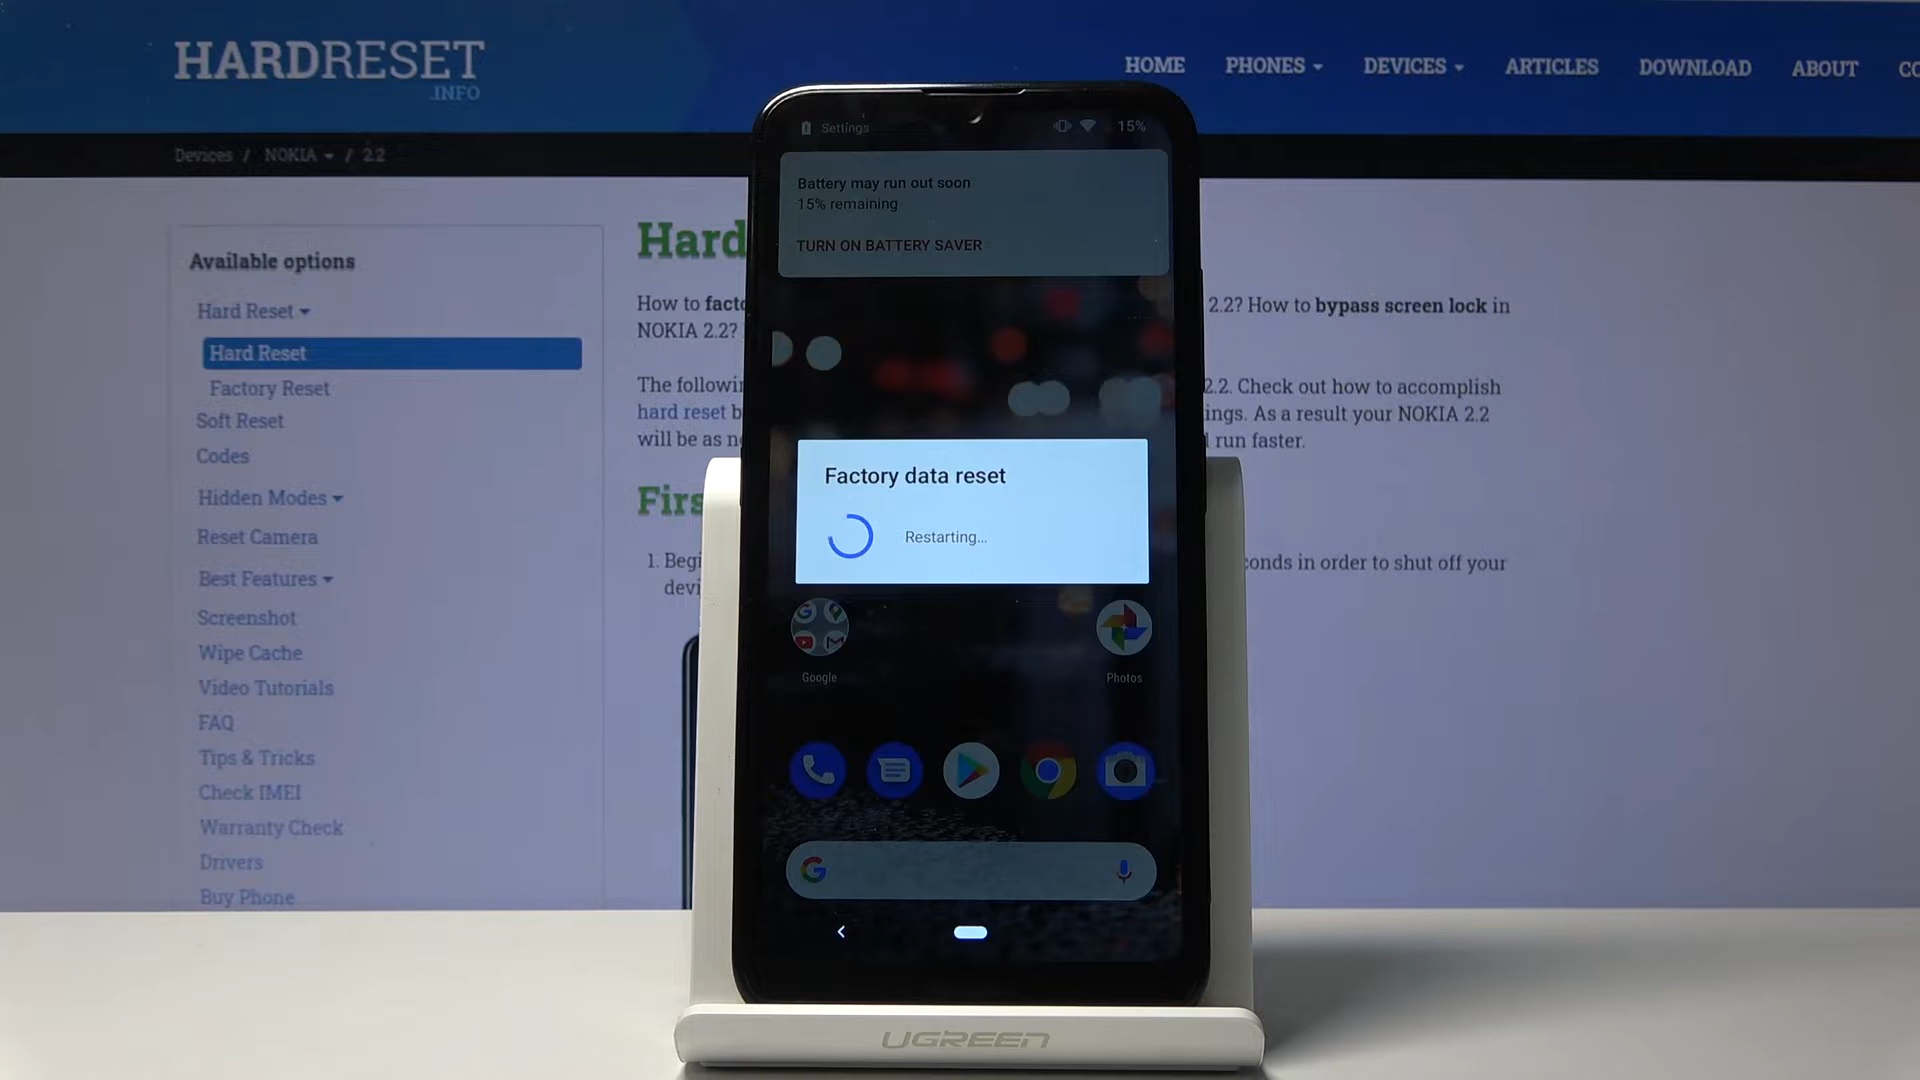 HARDRESET
.INFO
HOME PHONES DEVICES ARTICLES DOWNLOAD ABOUT
Devices / NOKIA / 2.2
Available options
Hard Reset
Hard Reset
Factory Reset
Soft Reset
Codes
Hidden Modes
Reset Camera
Best Features
Screenshot
Wipe Cache
Video Tutorials
FAQ
Tips & Tricks
Check IMEI
Warranty Check
Drivers
Buy Phone
Hard
How to facto
NOKIA 2.2?
2.2? How to bypass screen lock in
The followin
hard reset b
will be as ne
2.2. Check out how to accomplish
ings. As a result your NOKIA 2.2
run faster.
Firs
1. Begi
devi
conds in order to shut off your
Settings
15%
Battery may run out soon
15% remaining
TURN ON BATTERY SAVER
Factory data reset
Restarting...
Google
Photos
UGREEN